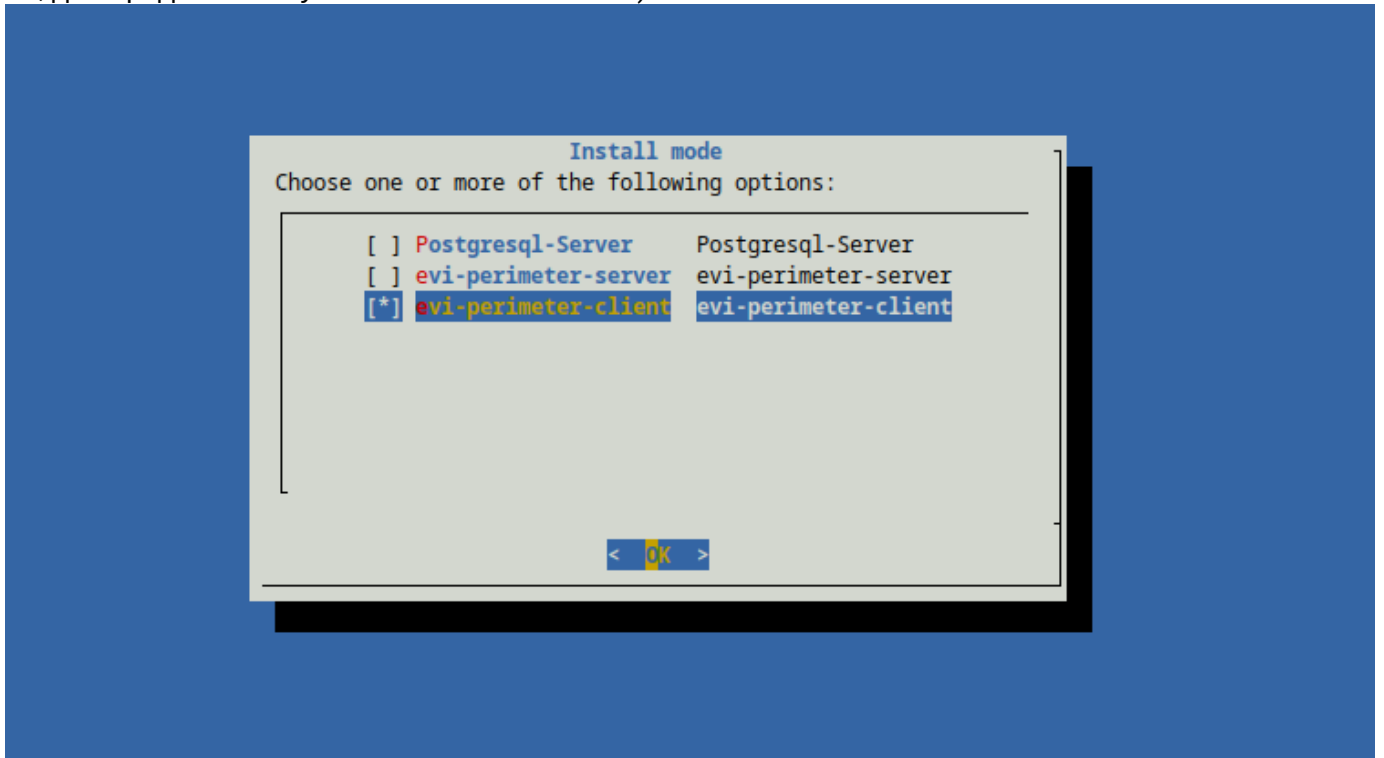 Install mode
Choose one or more of the following options:
[ ] Postgresql-Server Postgresql-Server
[ ] evi-perimeter-server evi-perimeter-server
[*] evi-perimeter-client evi-perimeter-client
< OK >